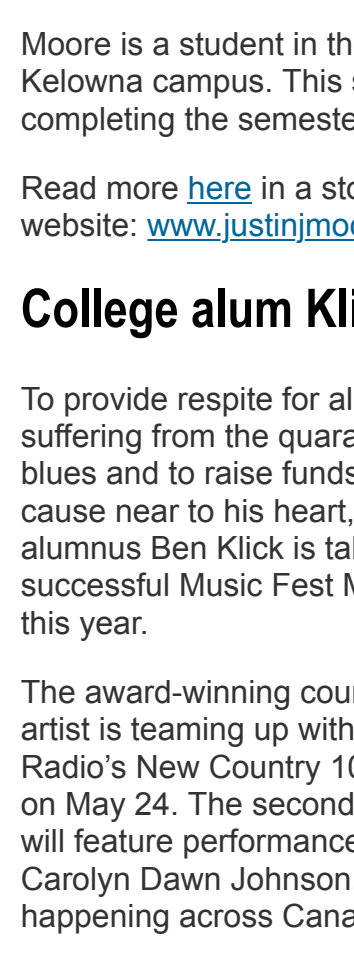 Moore is a student in th
Kelowna campus. This s
completing the semeste
Read more here in a sto
website: www.justinjmoo
College alum Kli
To provide respite for al
suffering from the quara
blues and to raise funds
cause near to his heart,
alumnus Ben Klick is tal
successful Music Fest M
this year.
The award-winning cour
artist is teaming up with
Radio’s New Country 10
on May 24. The second
will feature performance
Carolyn Dawn Johnson
happening across Cana